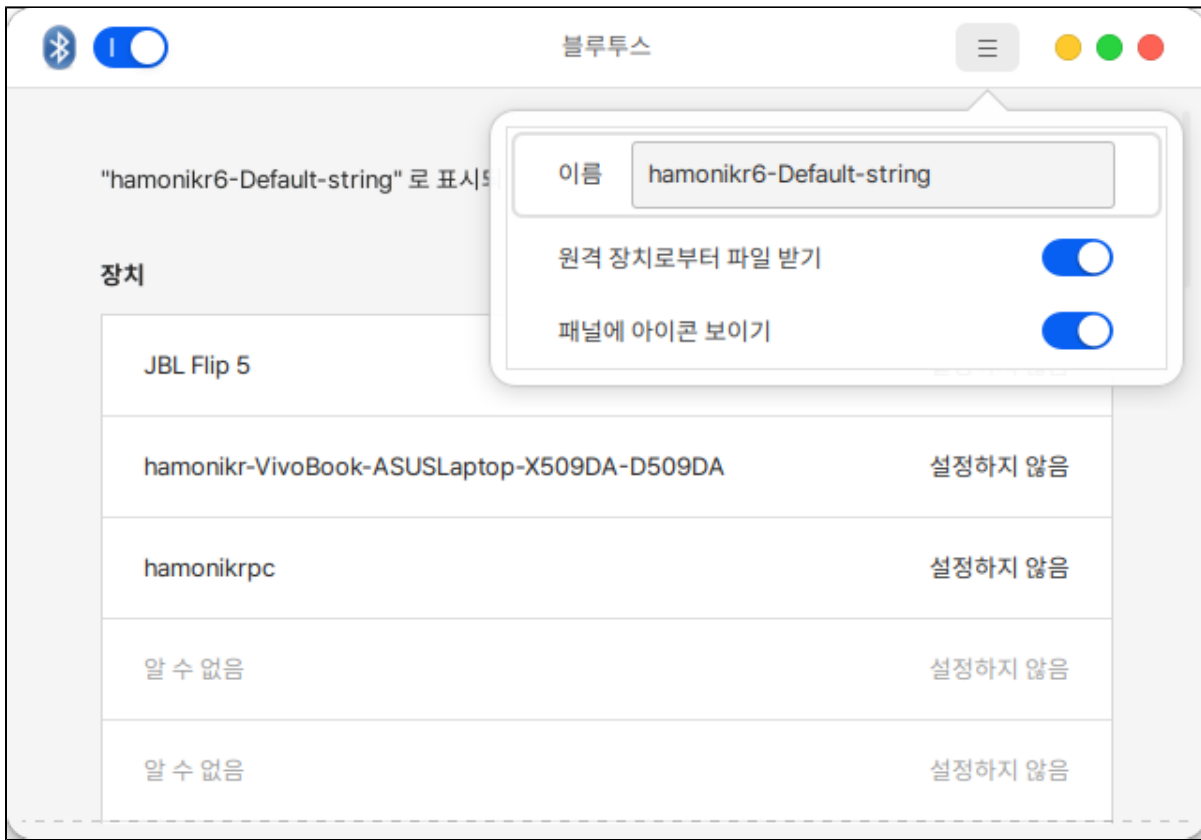 블루투스
"hamonikr6-Default-string" 로 표시
이름 hamonikr6-Default-string
원격 장치로부터 파일 받기
패널에 아이콘 보이기
장치
JBL Flip 5
hamonikr-VivoBook-ASUSLaptop-X509DA-D509DA 설정하지 않음
hamonikrpc 설정하지 않음
알 수 없음 설정하지 않음
알 수 없음 설정하지 않음